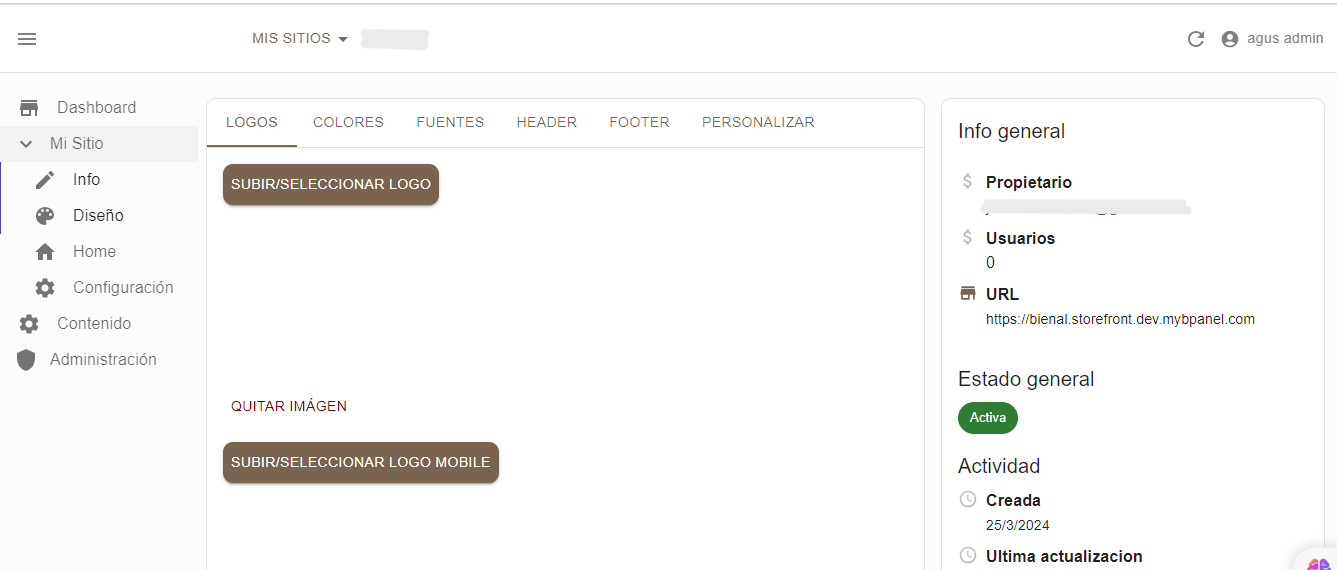 MIS SITIOS
agus admin
Dashboard
Mi Sitio
Info
Diseño
Home
Configuración
Contenido
Administración
LOGOS COLORES FUENTES HEADER FOOTER PERSONALIZAR
SUBIR/SELECCIONAR LOGO
QUITAR IMÁGEN
SUBIR/SELECCIONAR LOGO MOBILE
Info general
Propietario
Usuarios
0
URL
https://bienal.storefront.dev.mybpanel.com
Estado general
Activa
Actividad
Creada
25/3/2024
Ultima actualizacion